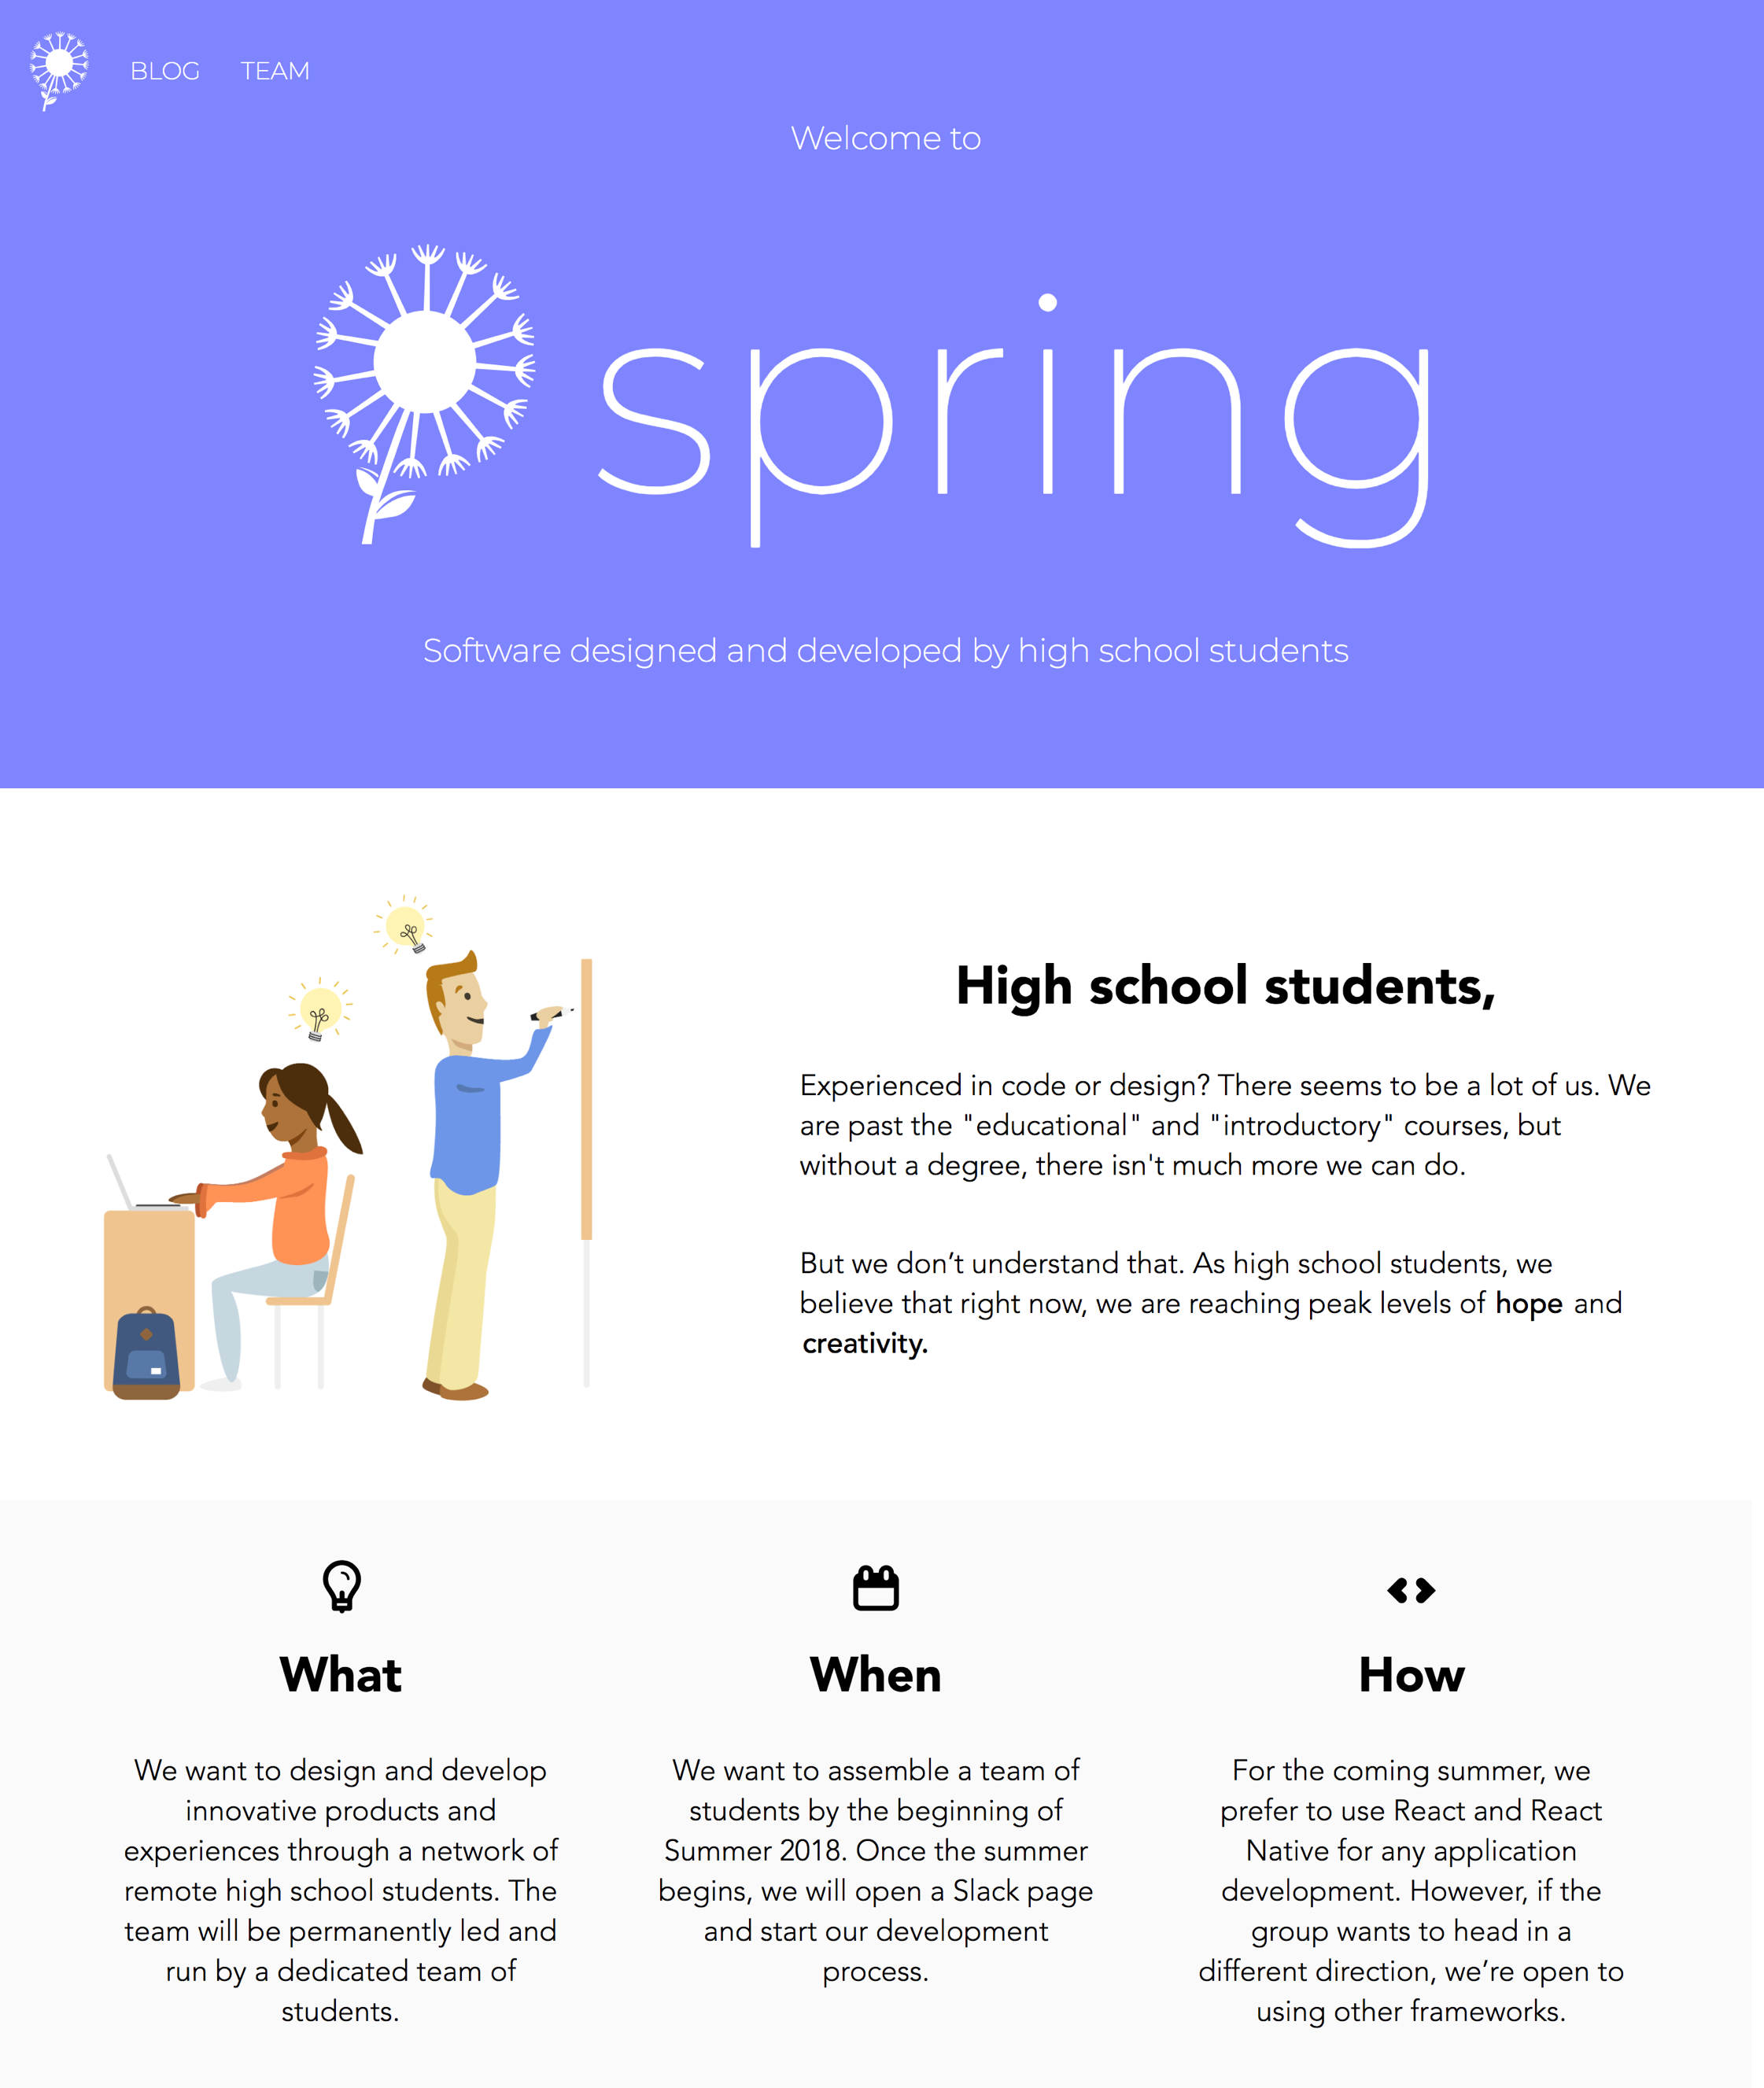 BLOG TEAM
Welcome to
spring
Software designed and developed by high school students
High school students,
Experienced in code or design? There seems to be a lot of us. We
are past the "educational" and "introductory" courses, but
without a degree, there isn't much more we can do.
But we don’t understand that. As high school students, we
believe that right now, we are reaching peak levels of hope and
creativity.
What
We want to design and develop
innovative products and
experiences through a network of
remote high school students. The
team will be permanently led and
run by a dedicated team of
students.
When
We want to assemble a team of
students by the beginning of
Summer 2018. Once the summer
begins, we will open a Slack page
and start our development
process.
How
For the coming summer, we
prefer to use React and React
Native for any application
development. However, if the
group wants to head in a
different direction, we’re open to
using other frameworks.